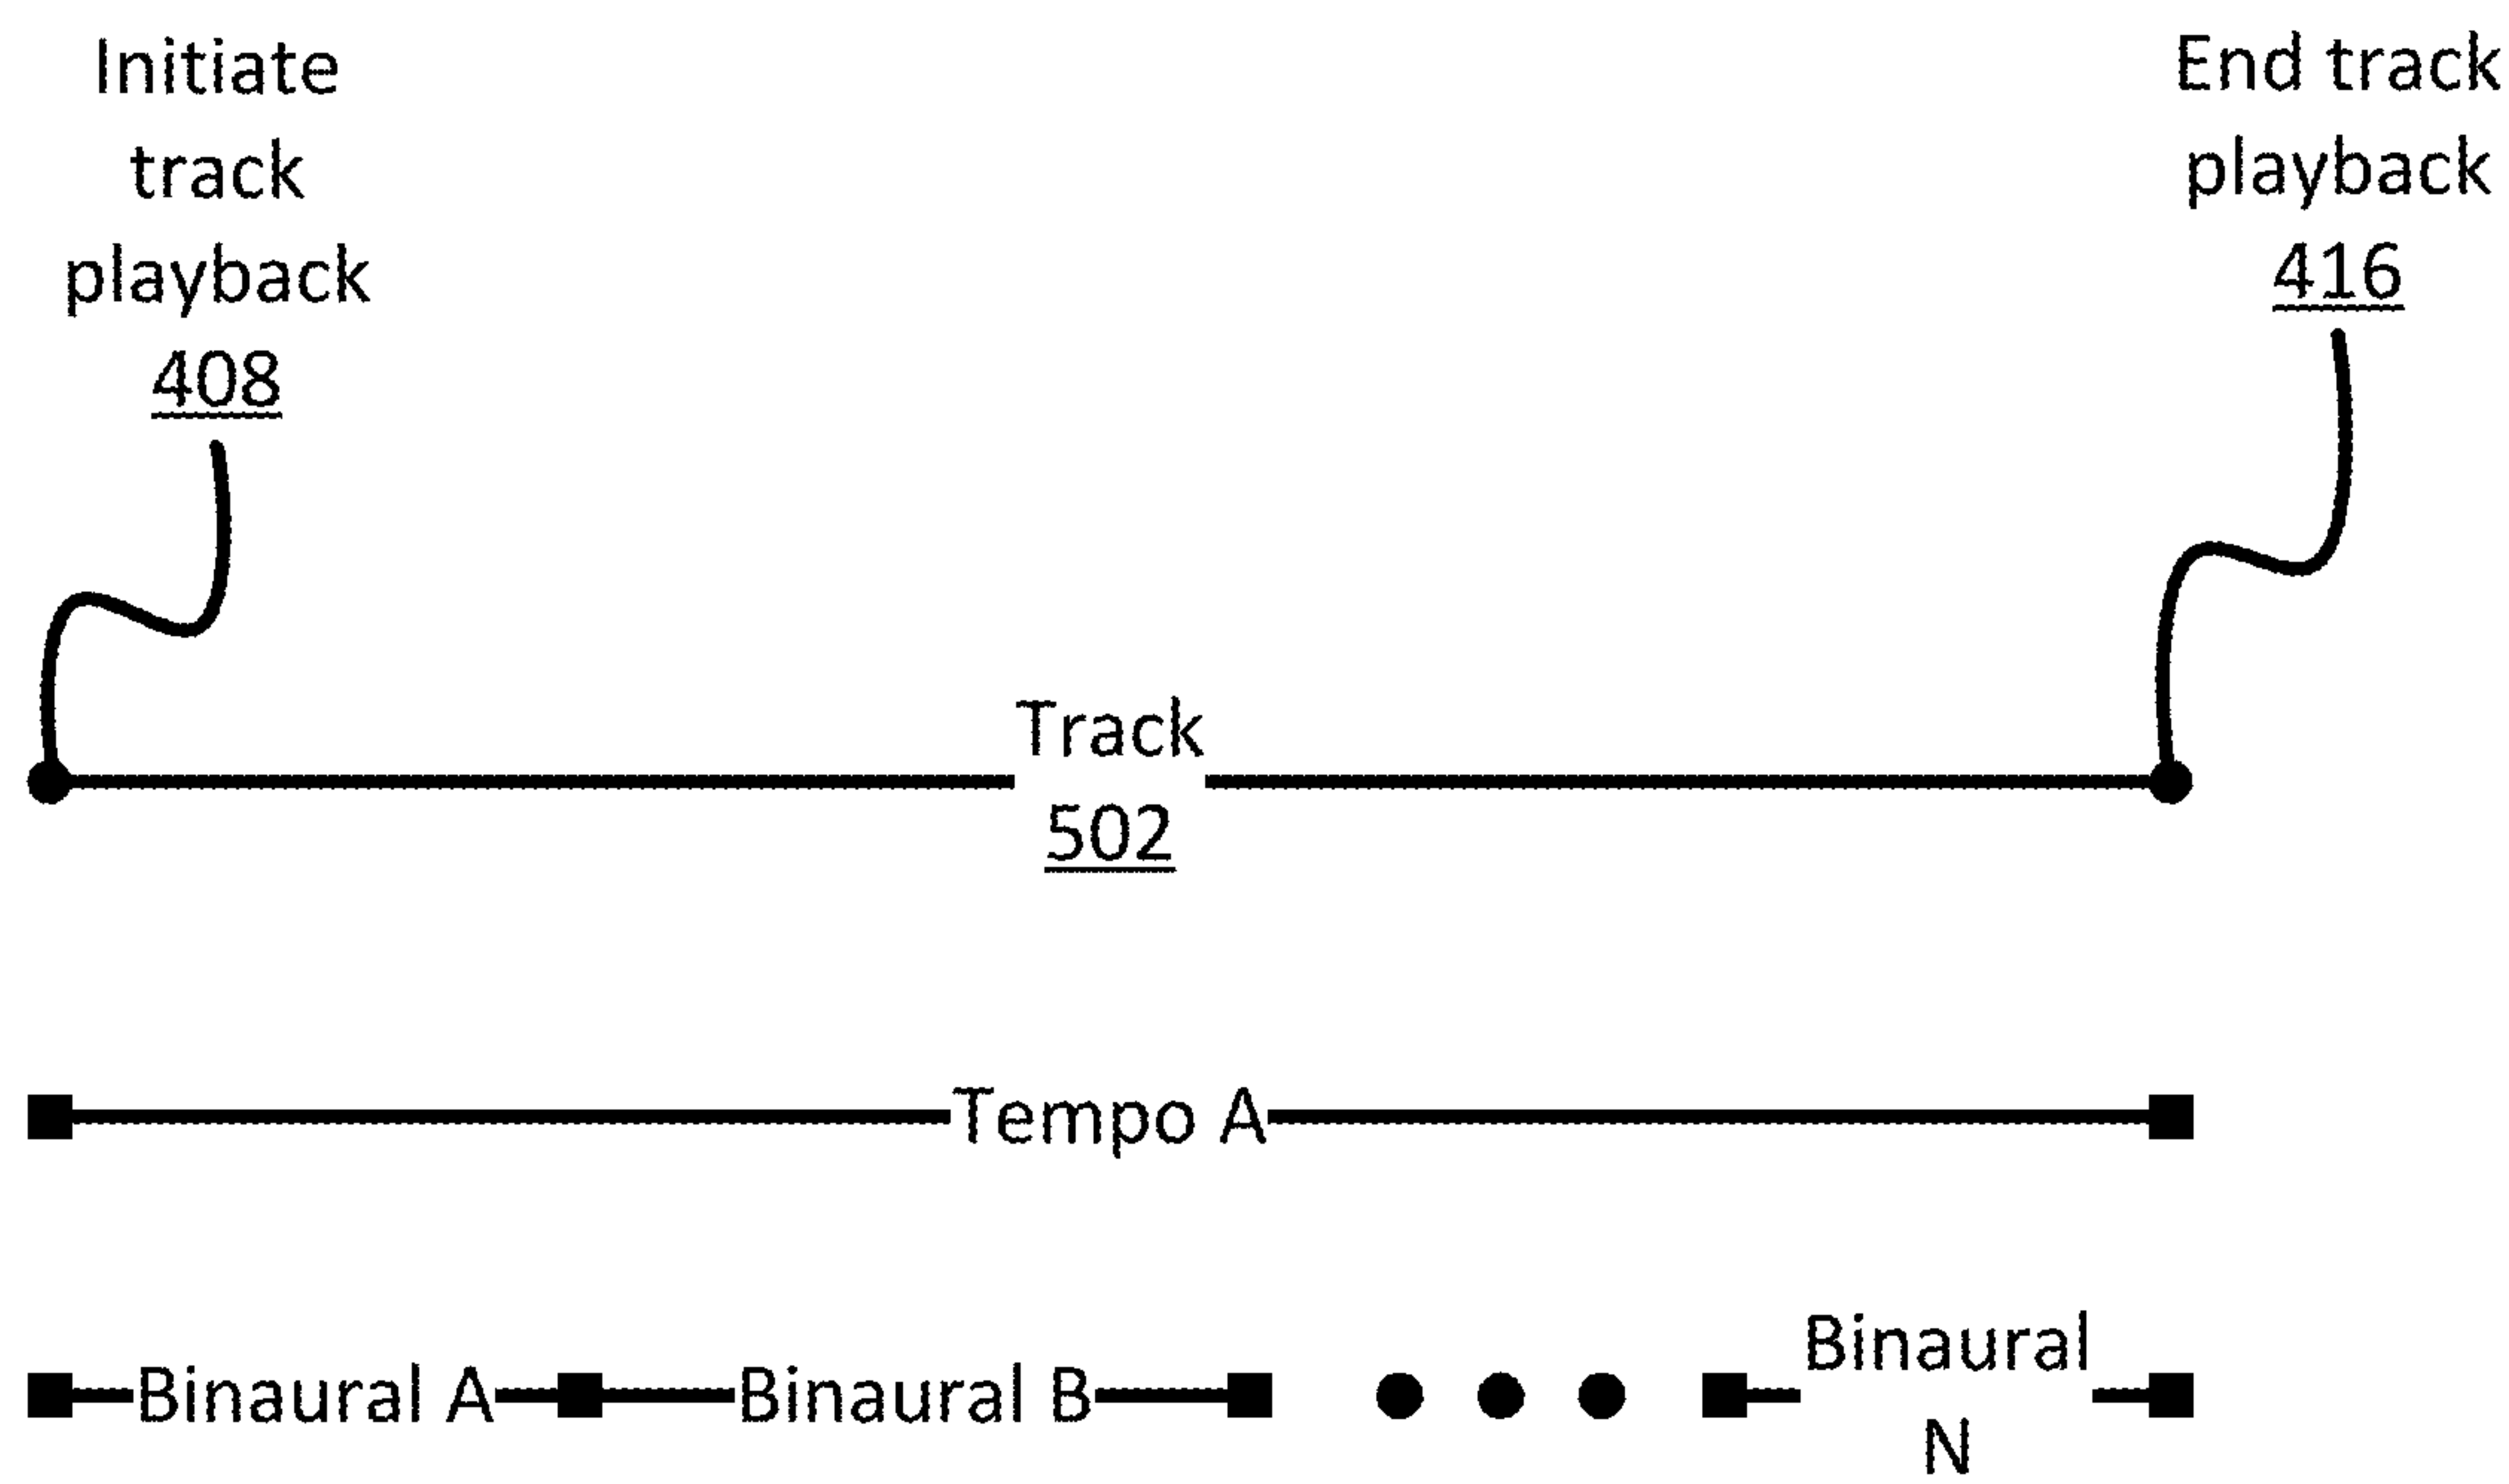 Initiate
track
playback
408
End track
playback
416
Track
502
Tempo A
Binaural A
Binaural B
Binaural
N